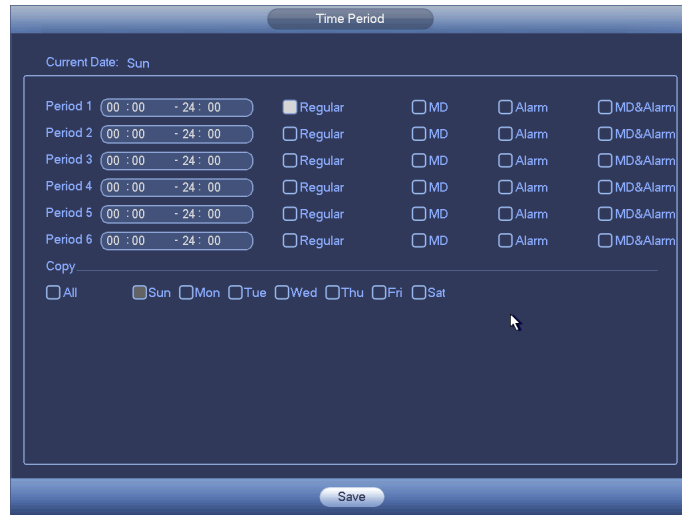 Time Period
Current Date: Sun
Period 1 00 :00 - 24 : 00 Regular MD Alarm MD&Alarm
Period 2 00 :00 - 24 : 00 Regular MD Alarm MD&Alarm
Period 3 00 :00 - 24 : 00 Regular MD Alarm MD&Alarm
Period 4 00 :00 - 24 : 00 Regular MD Alarm MD&Alarm
Period 5 00 :00 - 24 : 00 Regular MD Alarm MD&Alarm
Period 6 00 :00 - 24 : 00 Regular MD Alarm MD&Alarm
Copy
All Sun Mon Tue Wed Thu Fri Sat
Save